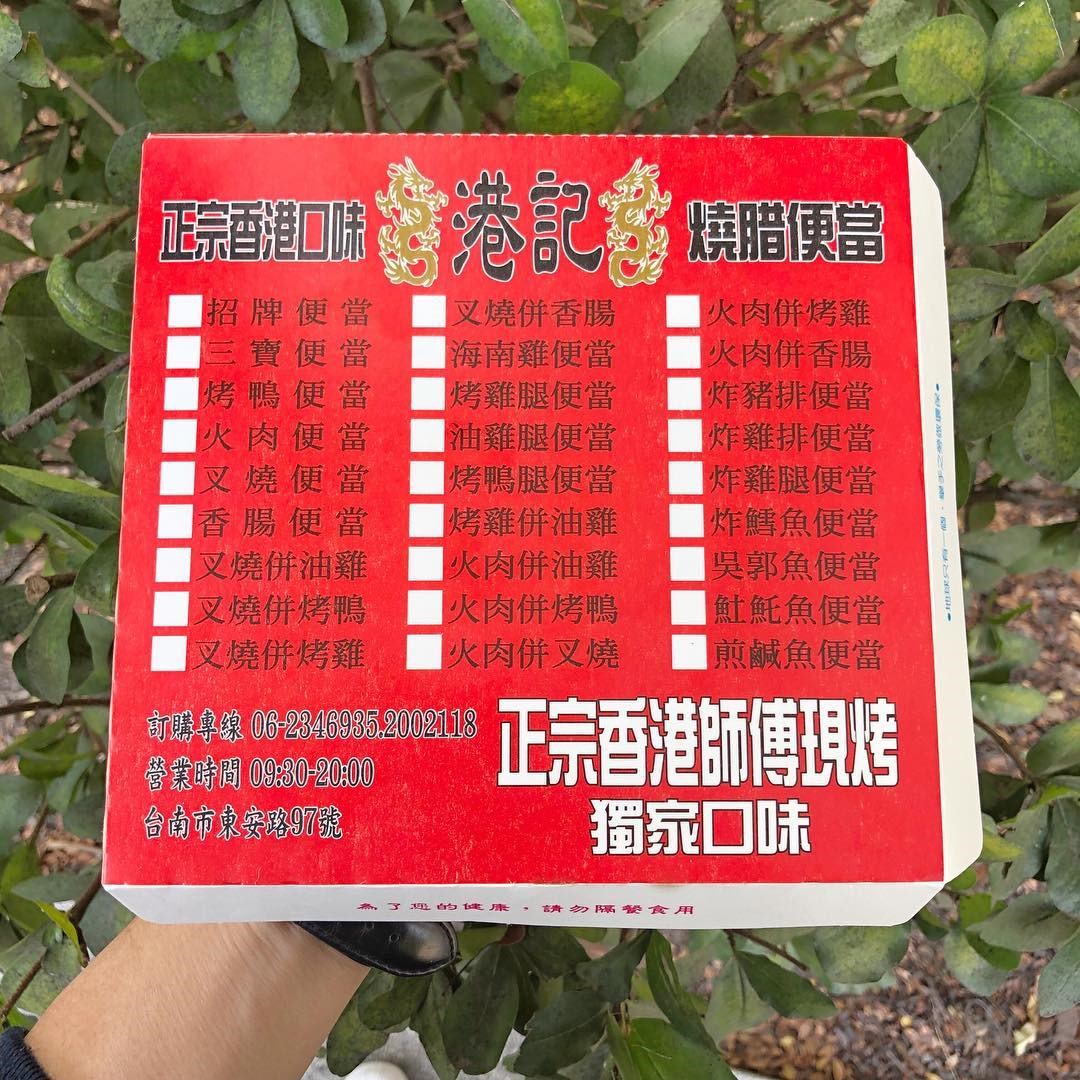 正宗香港口味 港記 燒腊便當
招牌便當
三寶便當
烤鴨便當
火肉便當
叉燒便當
香腸便當
叉燒併油雞
叉燒併烤鴨
叉燒併烤雞
叉燒併香腸
海南雞便當
烤雞腿便當
油雞腿便當
烤鴨腿便當
烤雞併油雞
火肉併油雞
火肉併烤鴨
火肉併叉燒
火肉併烤雞
火肉併香腸
炸豬排便當
炸雞排便當
炸雞腿便當
炸鱈魚便當
吳郭魚便當
魠魠魚便當
煎鹹魚便當
訂購專線 06-2346935.2002118
營業時間 09:30-20:00
台南市東安路97號
正宗香港師傅現烤
獨家口味
為了您的健康，請勿隔餐食用